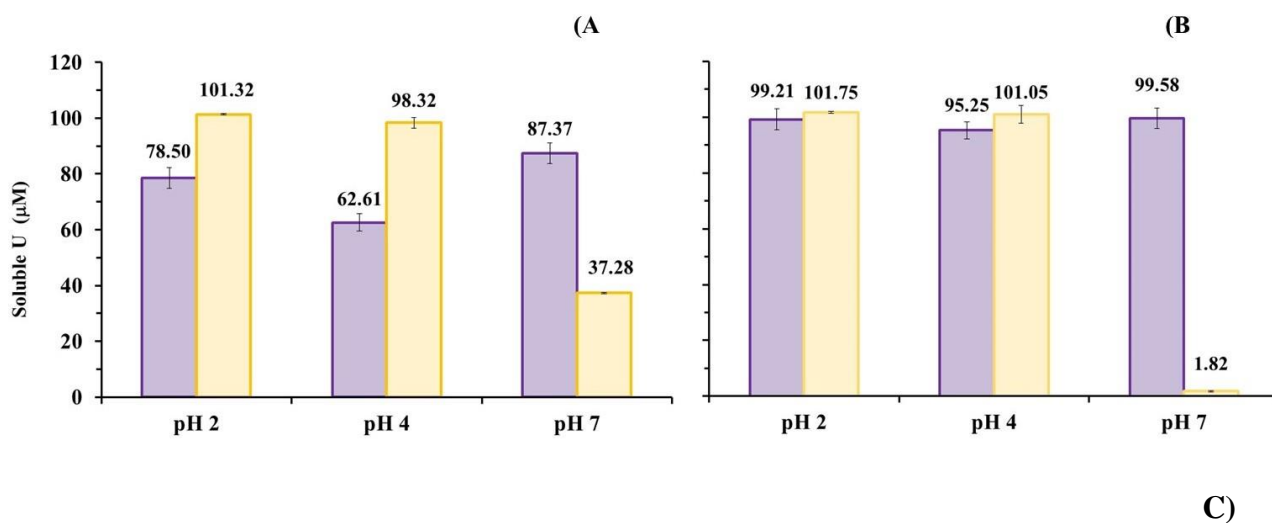 (A
(B
Soluble U (µM)
120
100
80
60
40
20
0
78.50
101.32
62.61
98.32
87.37
37.28
pH 2
pH 4
pH 7
99.21
101.75
95.25
101.05
99.58
1.82
pH 2
pH 4
pH 7
C)